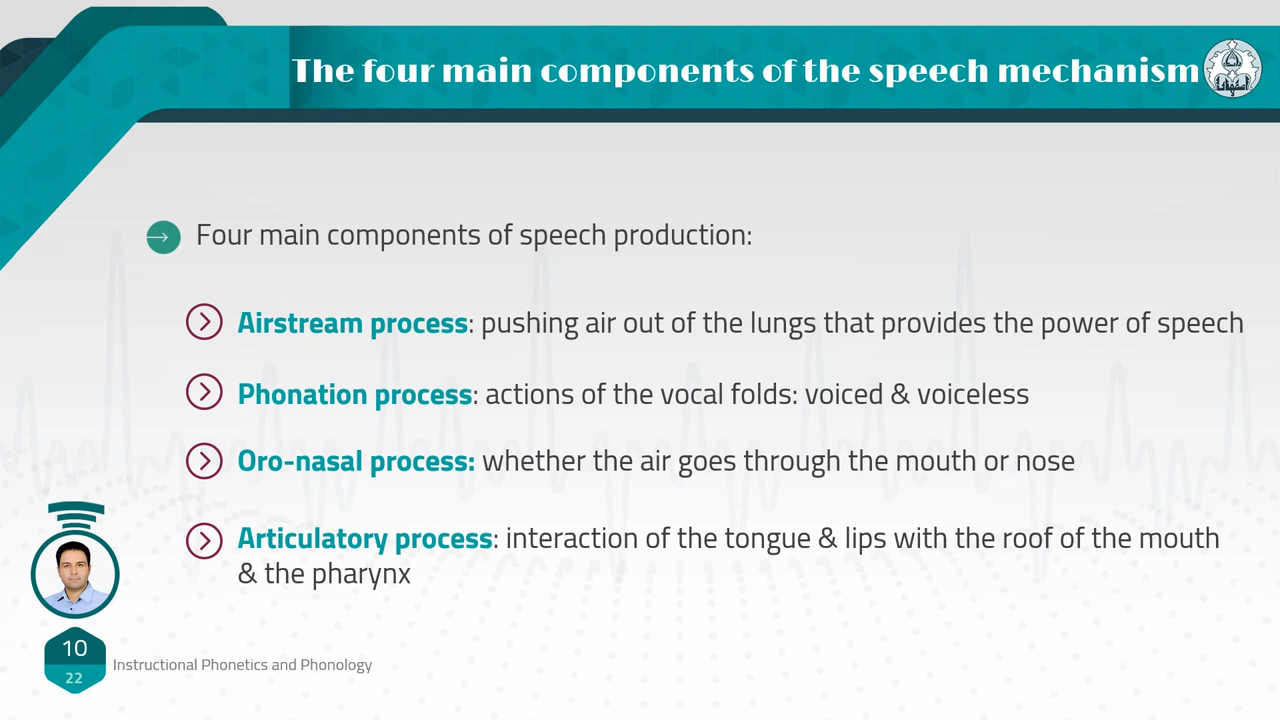 The four main components of the speech mechanism
اصفهان
Four main components of speech production:
Airstream process: pushing air out of the lungs that provides the power of speech
Phonation process: actions of the vocal folds: voiced & voiceless
Oro-nasal process: whether the air goes through the mouth or nose
Articulatory process: interaction of the tongue & lips with the roof of the mouth
& the pharynx
10
22
Instructional Phonetics and Phonology